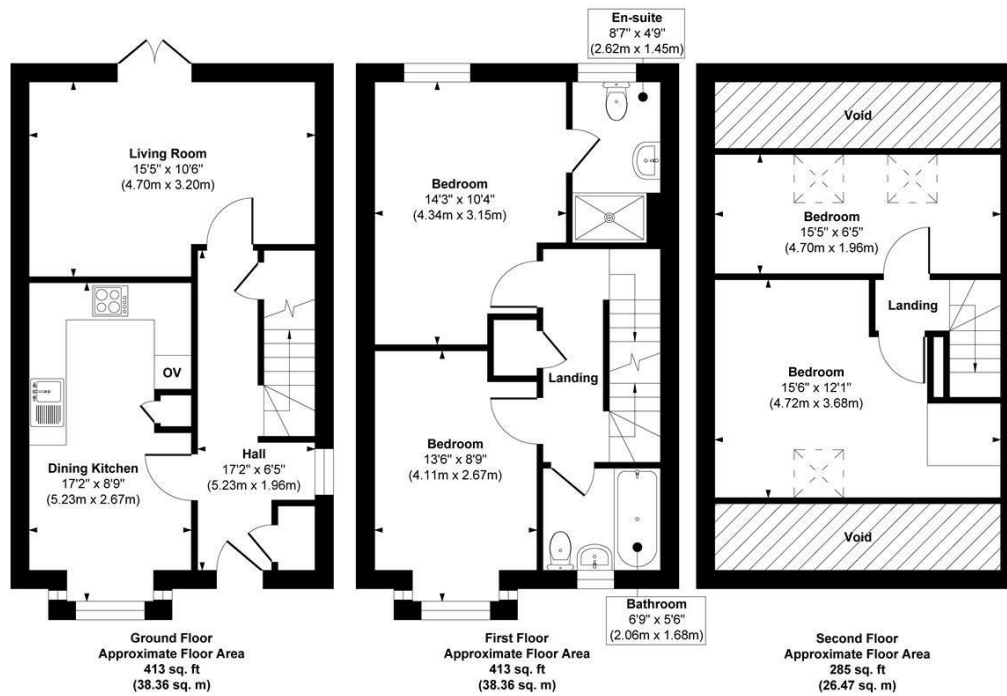 Living Room
15'5" x 10'6"
(4.70m x 3.20m)
OV
Dining Kitchen
17'2" x 8'9"
(5.23m x 2.67m)
Hall
17'2" x 6'5"
(5.23m x 1.96m)
Ground Floor
Approximate Floor Area
413 sq. ft
(38.36 sq. m)
En-suite
8'7" x 4'9"
(2.62m x 1.45m)
Bedroom
14'3" x 10'4"
(4.34m x 3.15m)
Landing
Bedroom
13'6" x 8'9"
(4.11m x 2.67m)
Bathroom
6'9" x 5'6"
(2.06m x 1.68m)
First Floor
Approximate Floor Area
413 sq. ft
(38.36 sq. m)
Void
Bedroom
15'5" x 6'5"
(4.70m x 1.96m)
Landing
Bedroom
15'6" x 12'1"
(4.72m x 3.68m)
Void
Second Floor
Approximate Floor Area
285 sq. ft
(26.47 sq. m)